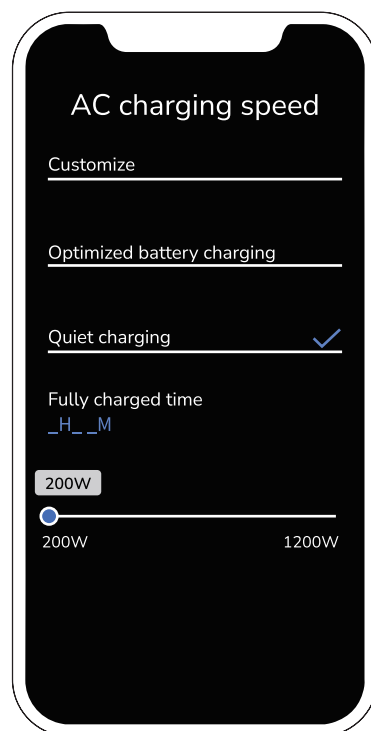 AC charging speed
Customize
Optimized battery charging
Quiet charging
Fully charged time
_H_ _M
200W
200W 1200W